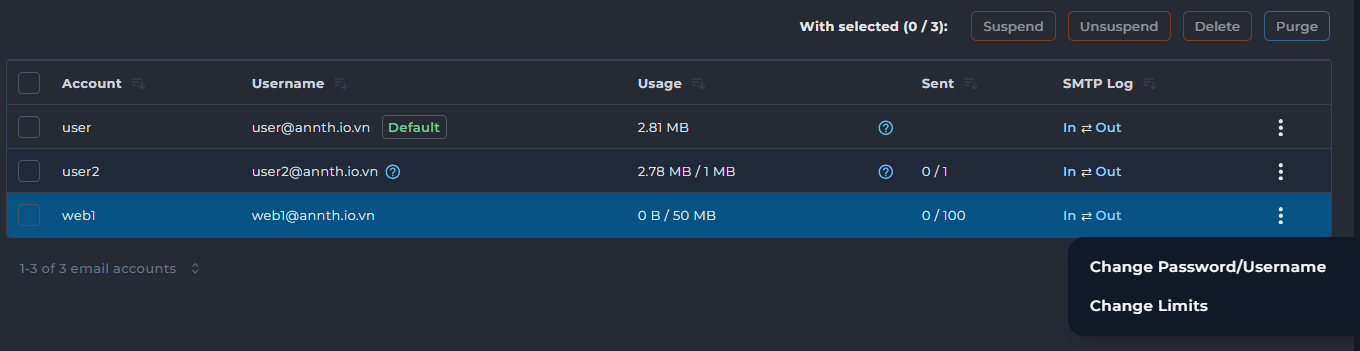 With selected (0 / 3): Suspend Unsuspend Delete Purge
Account Username Usage Sent SMTP Log
user user@annth.io.vn Default 2.81 MB In ⇄ Out
user2 user2@annth.io.vn 2.78 MB / 1 MB 0 / 1 In ⇄ Out
web1 web1@annth.io.vn 0 B / 50 MB 0 / 100 In ⇄ Out
1-3 of 3 email accounts
Change Password/Username
Change Limits